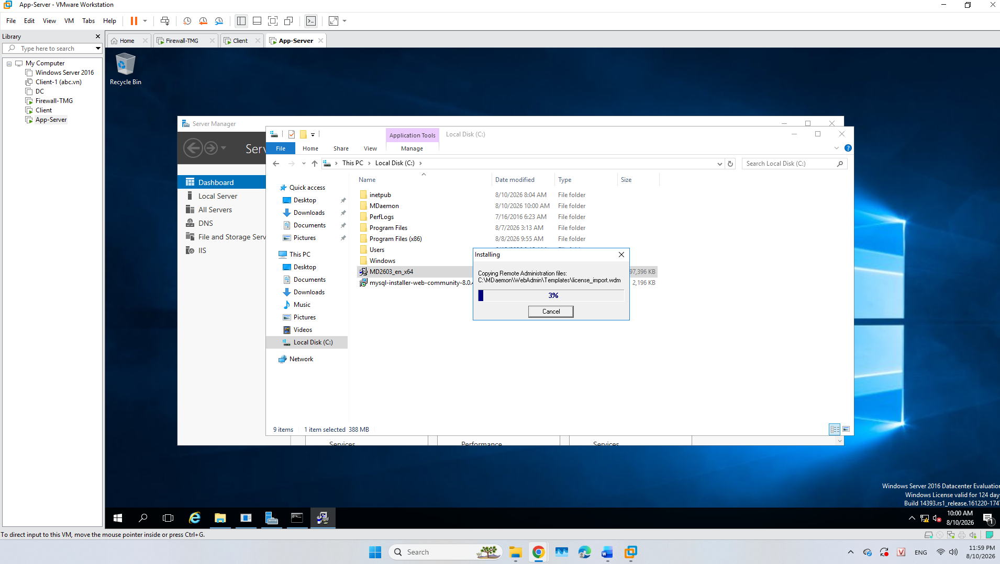 App-Server - VMware Workstation
File Edit View VM Tabs Help
Library
Type here to search
My Computer
Windows Server 2016
Client-1 (abc.vn)
DC
Firewall-TMG
Client
App-Server
Home Firewall-TMG Client App-Server
Recycle Bin
Server Manager
Serv
Dashboard
Local Server
All Servers
DNS
File and Storage Serv
IIS
Application Tools Local Disk (C:)
File Home Share View Manage
This PC Local Disk (C:) Search Local Disk (C:)
Quick access
Desktop
Downloads
Documents
Pictures
This PC
Desktop
Documents
Downloads
Music
Pictures
Videos
Local Disk (C:)
Network
Name Date modified Type Size
inetpub 8/10/2026 8:04 AM File folder
MDaemon 8/10/2026 10:00 AM File folder
PerfLogs 7/16/2016 6:23 AM File folder
Program Files 8/7/2026 3:13 AM File folder
Program Files (x86) 8/8/2026 9:55 AM File folder
Users
Windows
MD2603_en_x64 97,396 KB
mysql-installer-web-community-8.0.4 2,196 KB
Installing
Copying Remote Administration files:
C:\MDaemon\WebAdmin\Templates\license_import.wdm
3%
Cancel
9 items 1 item selected 388 MB
Services Performance Services
Windows Server 2016 Datacenter Evaluation
Windows License valid for 124 days
Build 14393.rs1_release.161220-1747
10:00 AM
8/10/2026
1
To direct input to this VM, move the mouse pointer inside or press Ctrl+G.
Search
ENG
11:59 PM
8/10/2026